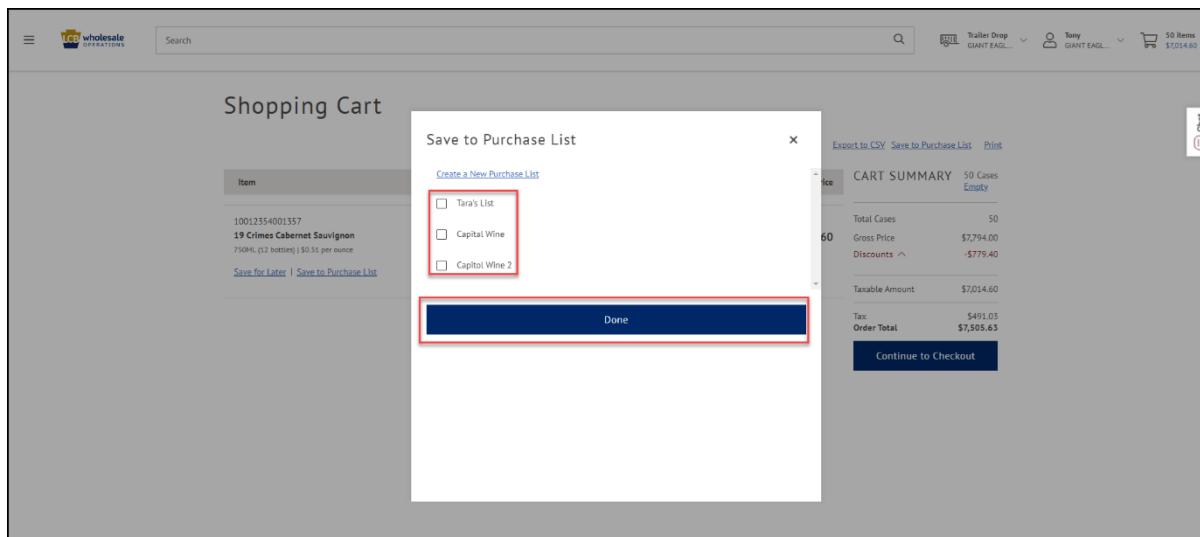 LCB wholesale
OPERATIONS
Search
Trailer Drop
GIANT EAGL...
Tony
GIANT EAGL...
50 items
$7,014.60
Shopping Cart
Export to CSV Save to Purchase List Print
Item
10012354001357
19 Crimes Cabernet Sauvignon
750ML (12 bottles) | $0.51 per ounce
Save for Later | Save to Purchase List
Save to Purchase List ×
Create a New Purchase List
Tara's List
Capital Wine
Capitol Wine 2
Done
60
CART SUMMARY 50 Cases
Empty
Total Cases 50
Gross Price $7,794.00
Discounts -$779.40
Taxable Amount $7,014.60
Tax $491.03
Order Total $7,505.63
Continue to Checkout